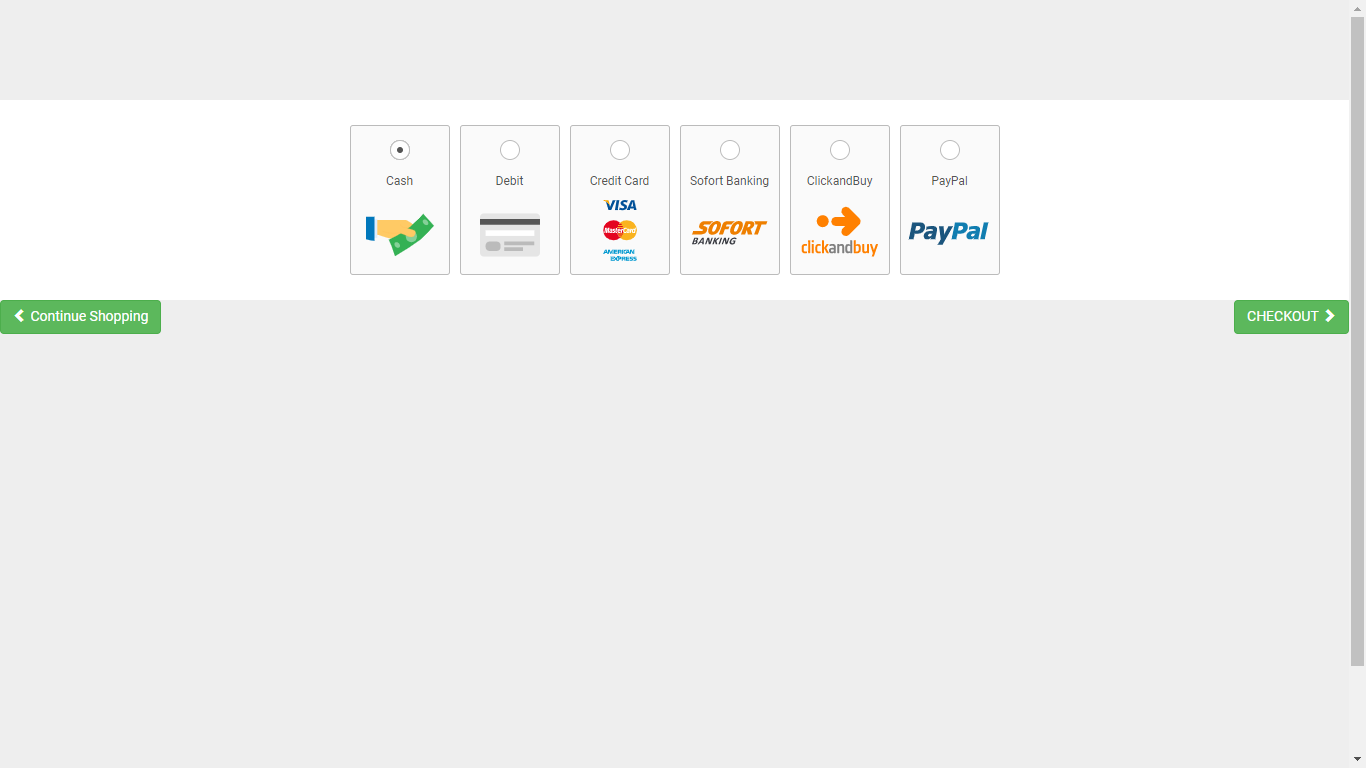 Cash
Debit
Credit Card
Sofort Banking
ClickandBuy
PayPal
VISA
MasterCard
AMERICAN
EXPRESS
SOFORT
BANKING
clickandbuy
PayPal
Continue Shopping
CHECKOUT